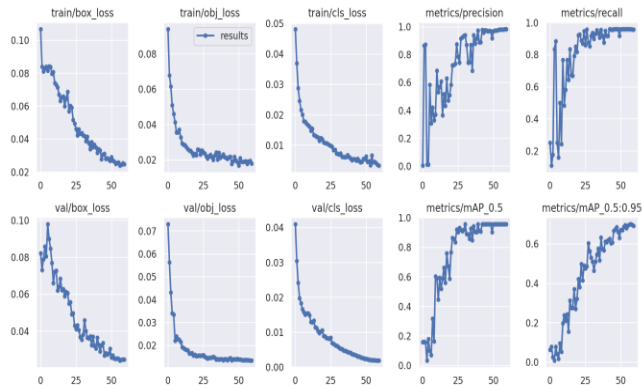 train/box_loss
train/obj_loss
train/cls_loss
metrics/precision
metrics/recall
0.10
0.08
0.06
0.04
0.02
0 25 50
results
0.08
0.06
0.04
0.02
0 25 50
0.05
0.04
0.03
0.02
0.01
0.00
0 25 50
1.0
0.8
0.6
0.4
0.2
0.0
0 25 50
1.0
0.8
0.6
0.4
0.2
0 25 50
val/box_loss
val/obj_loss
val/cls_loss
metrics/mAP_0.5
metrics/mAP_0.5:0.95
0.10
0.08
0.06
0.04
0 25 50
0.07
0.06
0.05
0.04
0.03
0.02
0 25 50
0.04
0.03
0.02
0.01
0.00
0 25 50
1.0
0.8
0.6
0.4
0.2
0.0
0 25 50
0.6
0.4
0.2
0.0
0 25 50